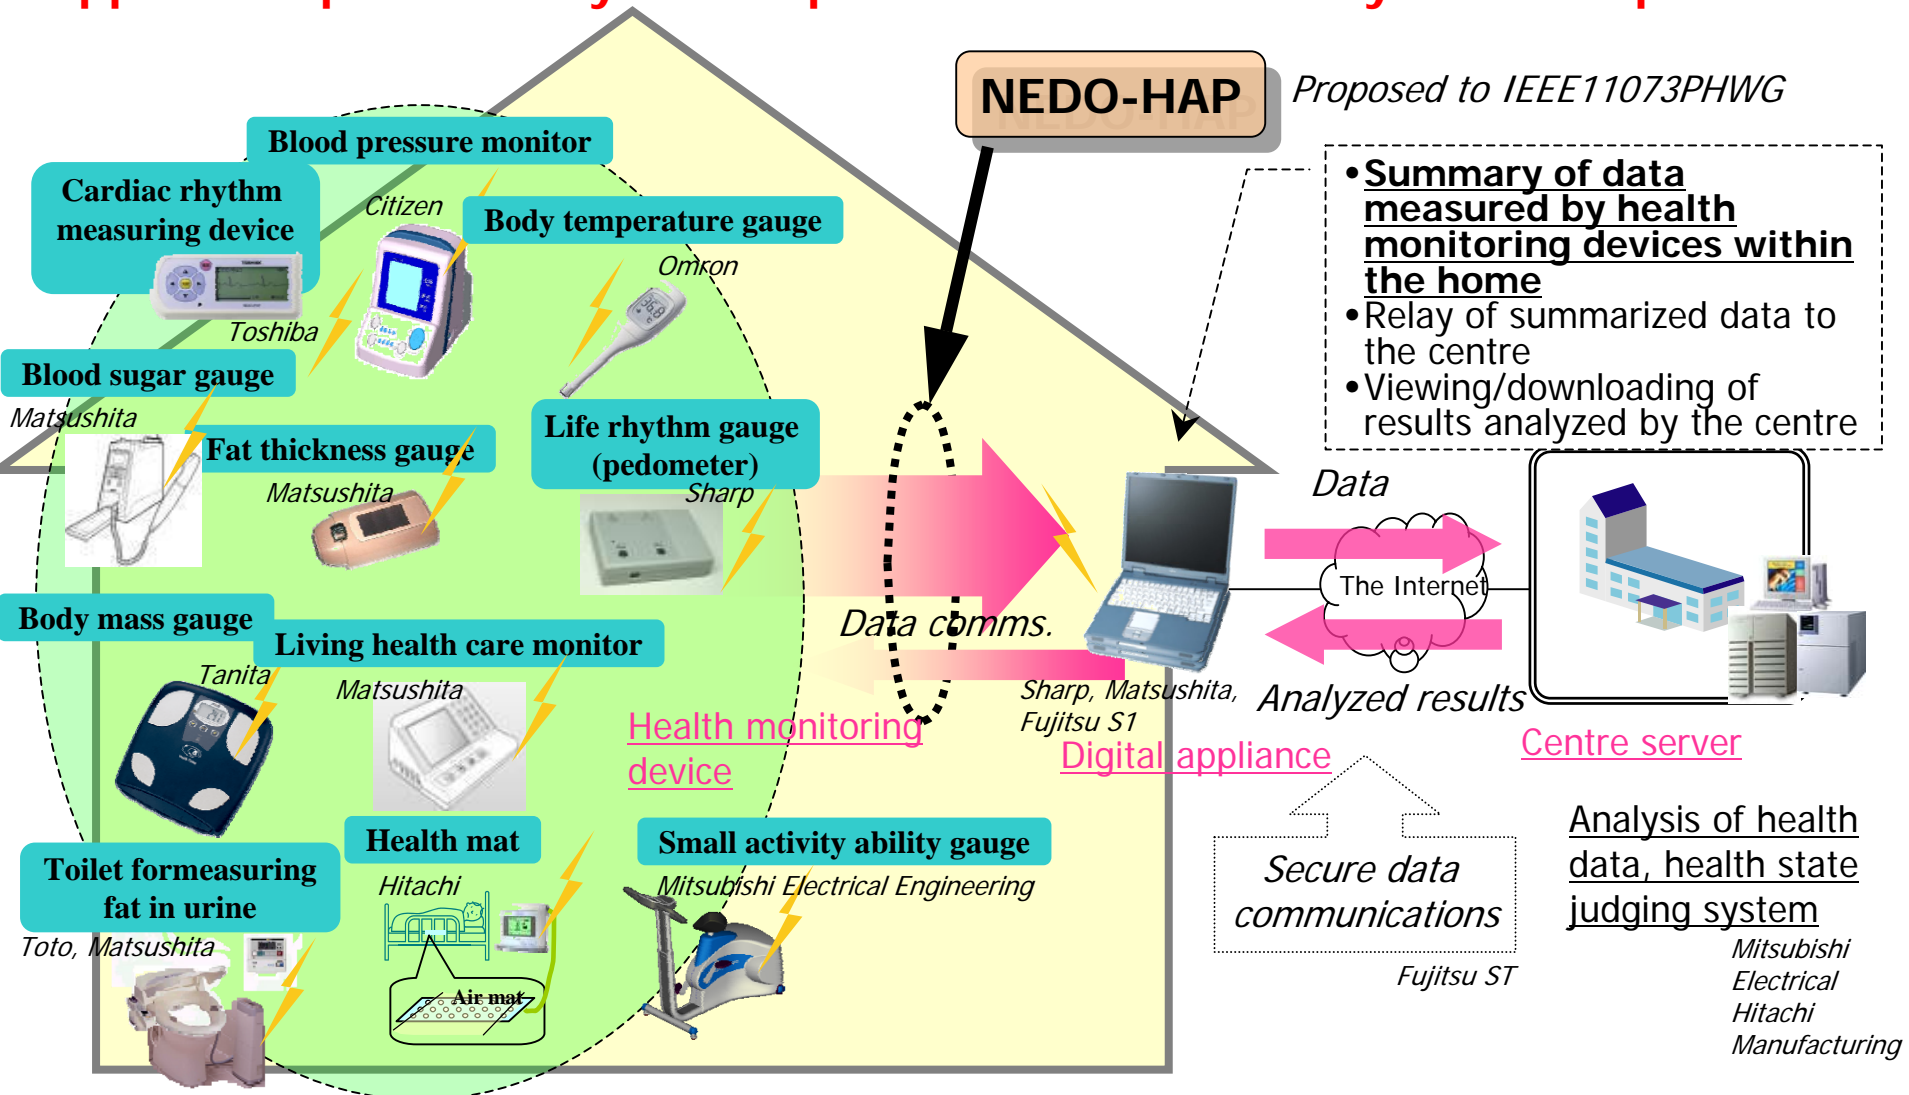 NEDO-HAP
Proposed to IEEE11073PHWG
Blood pressure monitor
Cardiac rhythm
measuring device
Citizen
Body temperature gauge
Omron
Toshiba
•Summary of data
measured by health
monitoring devices within
the home
•Relay of summarized data to
the centre
•Viewing/downloading of
results analyzed by the centre
Blood sugar gauge
Matsushita
Fat thickness gauge
Matsushita
Life rhythm gauge
(pedometer)
Sharp
Data
The Internet
Data comms.
Body mass gauge
Tanita
Living health care monitor
Matsushita
Sharp, Matsushita,
Fujitsu S1
Analyzed results
Health monitoring
device
Digital appliance
Centre server
Health mat
Hitachi
Air mat
Small activity ability gauge
Mitsubishi Electrical Engineering
Toilet formeasuring
fat in urine
Toto, Matsushita
Secure data
communications
Fujitsu ST
Analysis of health
data, health state
judging system
Mitsubishi
Electrical
Hitachi
Manufacturing